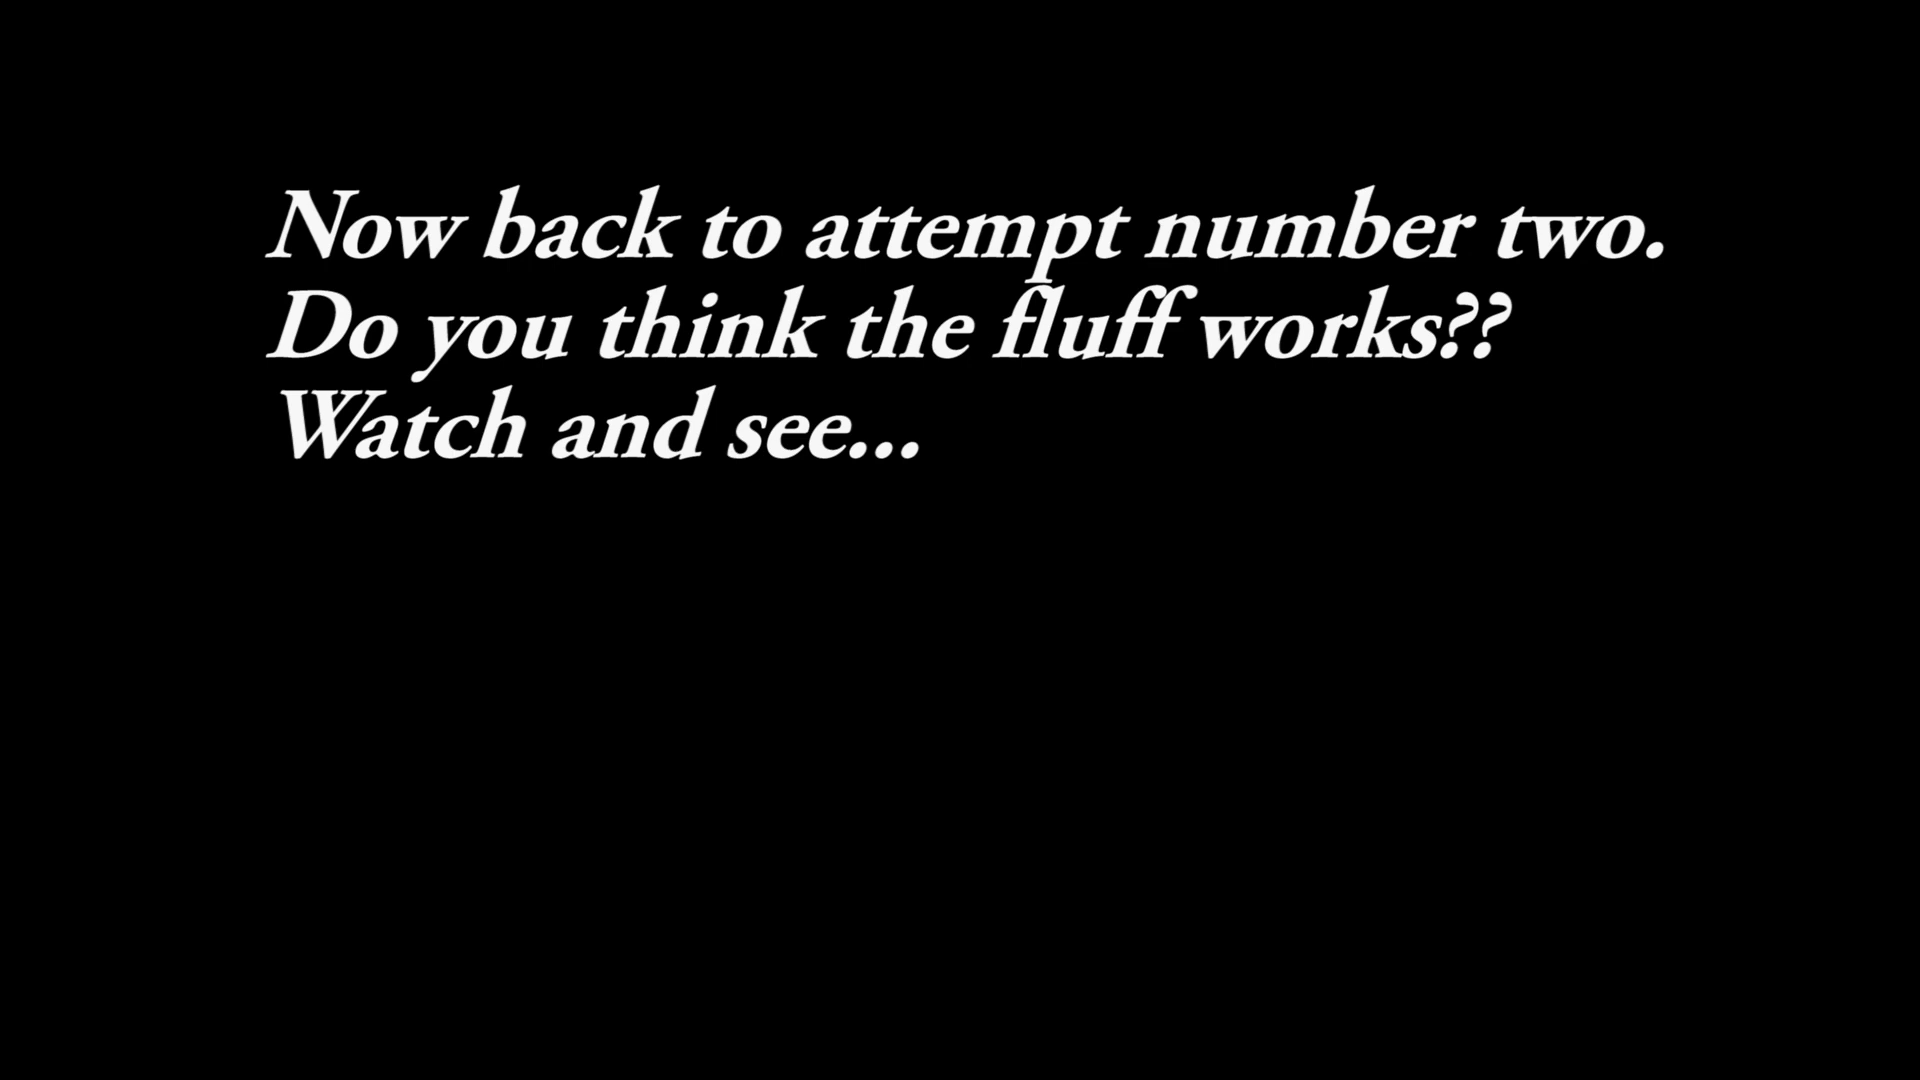 Now back to attempt number two.
Do you think the fluff works??
Watch and see...